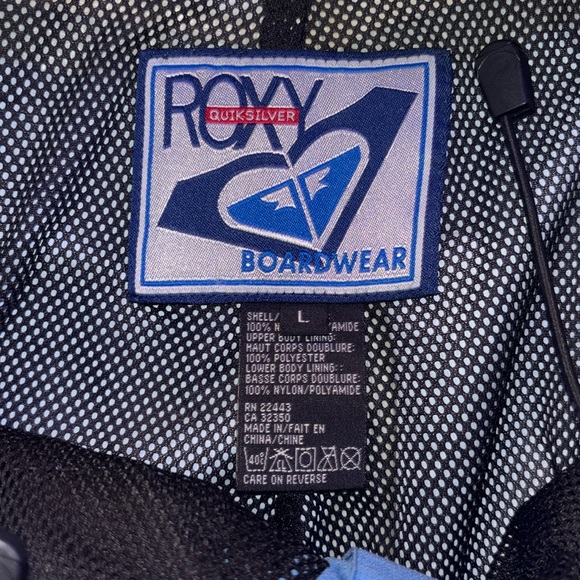 ROXY
QUIKSILVER
BOARDWEAR
SHELL/
L
100% N AMIDE
UPPER BODY LINING:
HAUT CORPS DOUBLURE:
100% POLYESTER
LOWER BODY LINING::
BASSE CORPS DOUBLURE:
100% NYLON/POLYAMIDE
RN 22443
CA 32350
MADE IN/FAIT EN
CHINA/CHINE
40°
CARE ON REVERSE